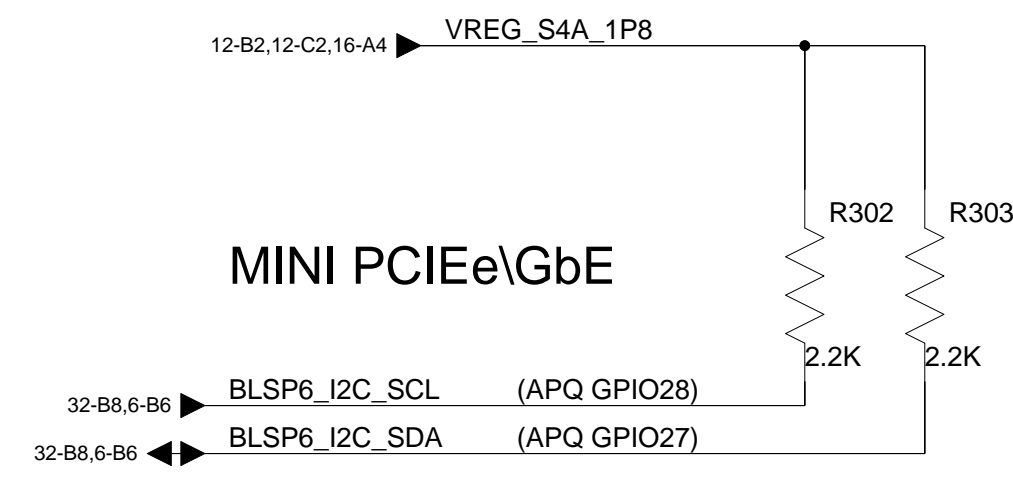 VREG_S4A_1P8
12-B2,12-C2,16-A4
R302 R303
MINI PCIEe\GbE
2.2K 2.2K
BLSP6_I2C_SCL (APQ GPIO28)
32-B8,6-B6
BLSP6_I2C_SDA (APQ GPIO27)
32-B8,6-B6